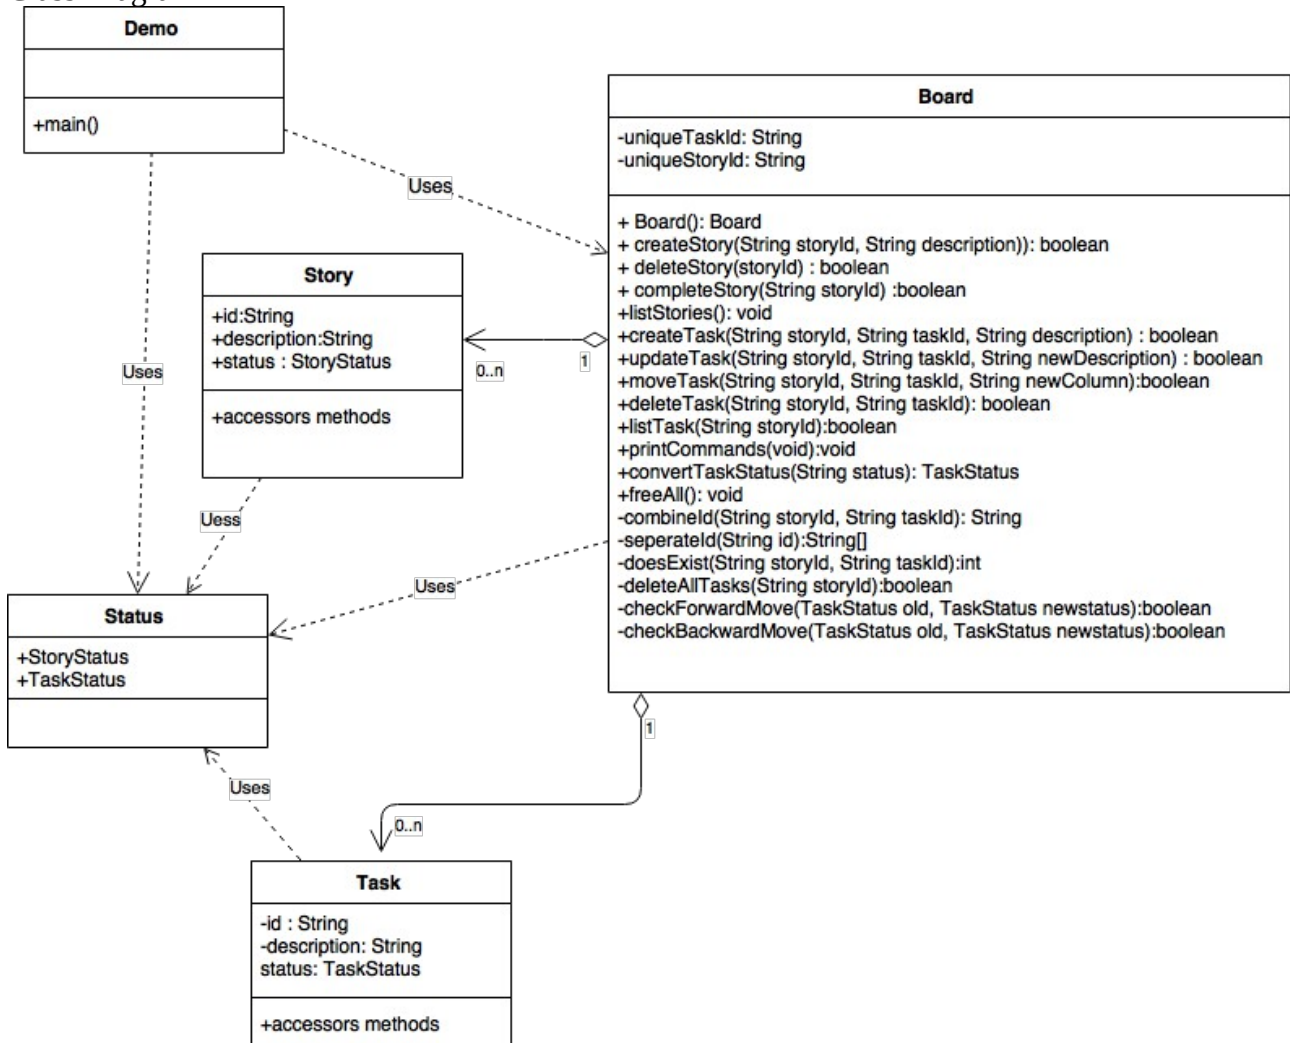 Demo
+main()
Uses
Board
-uniqueTaskId: String
-uniqueStoryId: String
+ Board(): Board
+ createStory(String storyId, String description)): boolean
+ deleteStory(storyId) : boolean
+ completeStory(String storyId) :boolean
+listStories(): void
+createTask(String storyId, String taskId, String description) : boolean
+updateTask(String storyId, String taskId, String newDescription) : boolean
+moveTask(String storyId, String taskId, String newColumn):boolean
+deleteTask(String storyId, String taskId): boolean
+listTask(String storyId):boolean
+printCommands(void):void
+convertTaskStatus(String status): TaskStatus
+freeAll(): void
-combineId(String storyId, String taskId): String
-seperateId(String id):String[]
-doesExist(String storyId, String taskId):int
-deleteAllTasks(String storyId):boolean
-checkForwardMove(TaskStatus old, TaskStatus newstatus):boolean
-checkBackwardMove(TaskStatus old, TaskStatus newstatus):boolean
Story
+id:String
+description:String
+status : StoryStatus
+accessors methods
0..n
1
Uses
Uess
Uses
Status
+StoryStatus
+TaskStatus
1
Uses
0..n
Task
-id : String
-description: String
status: TaskStatus
+accessors methods